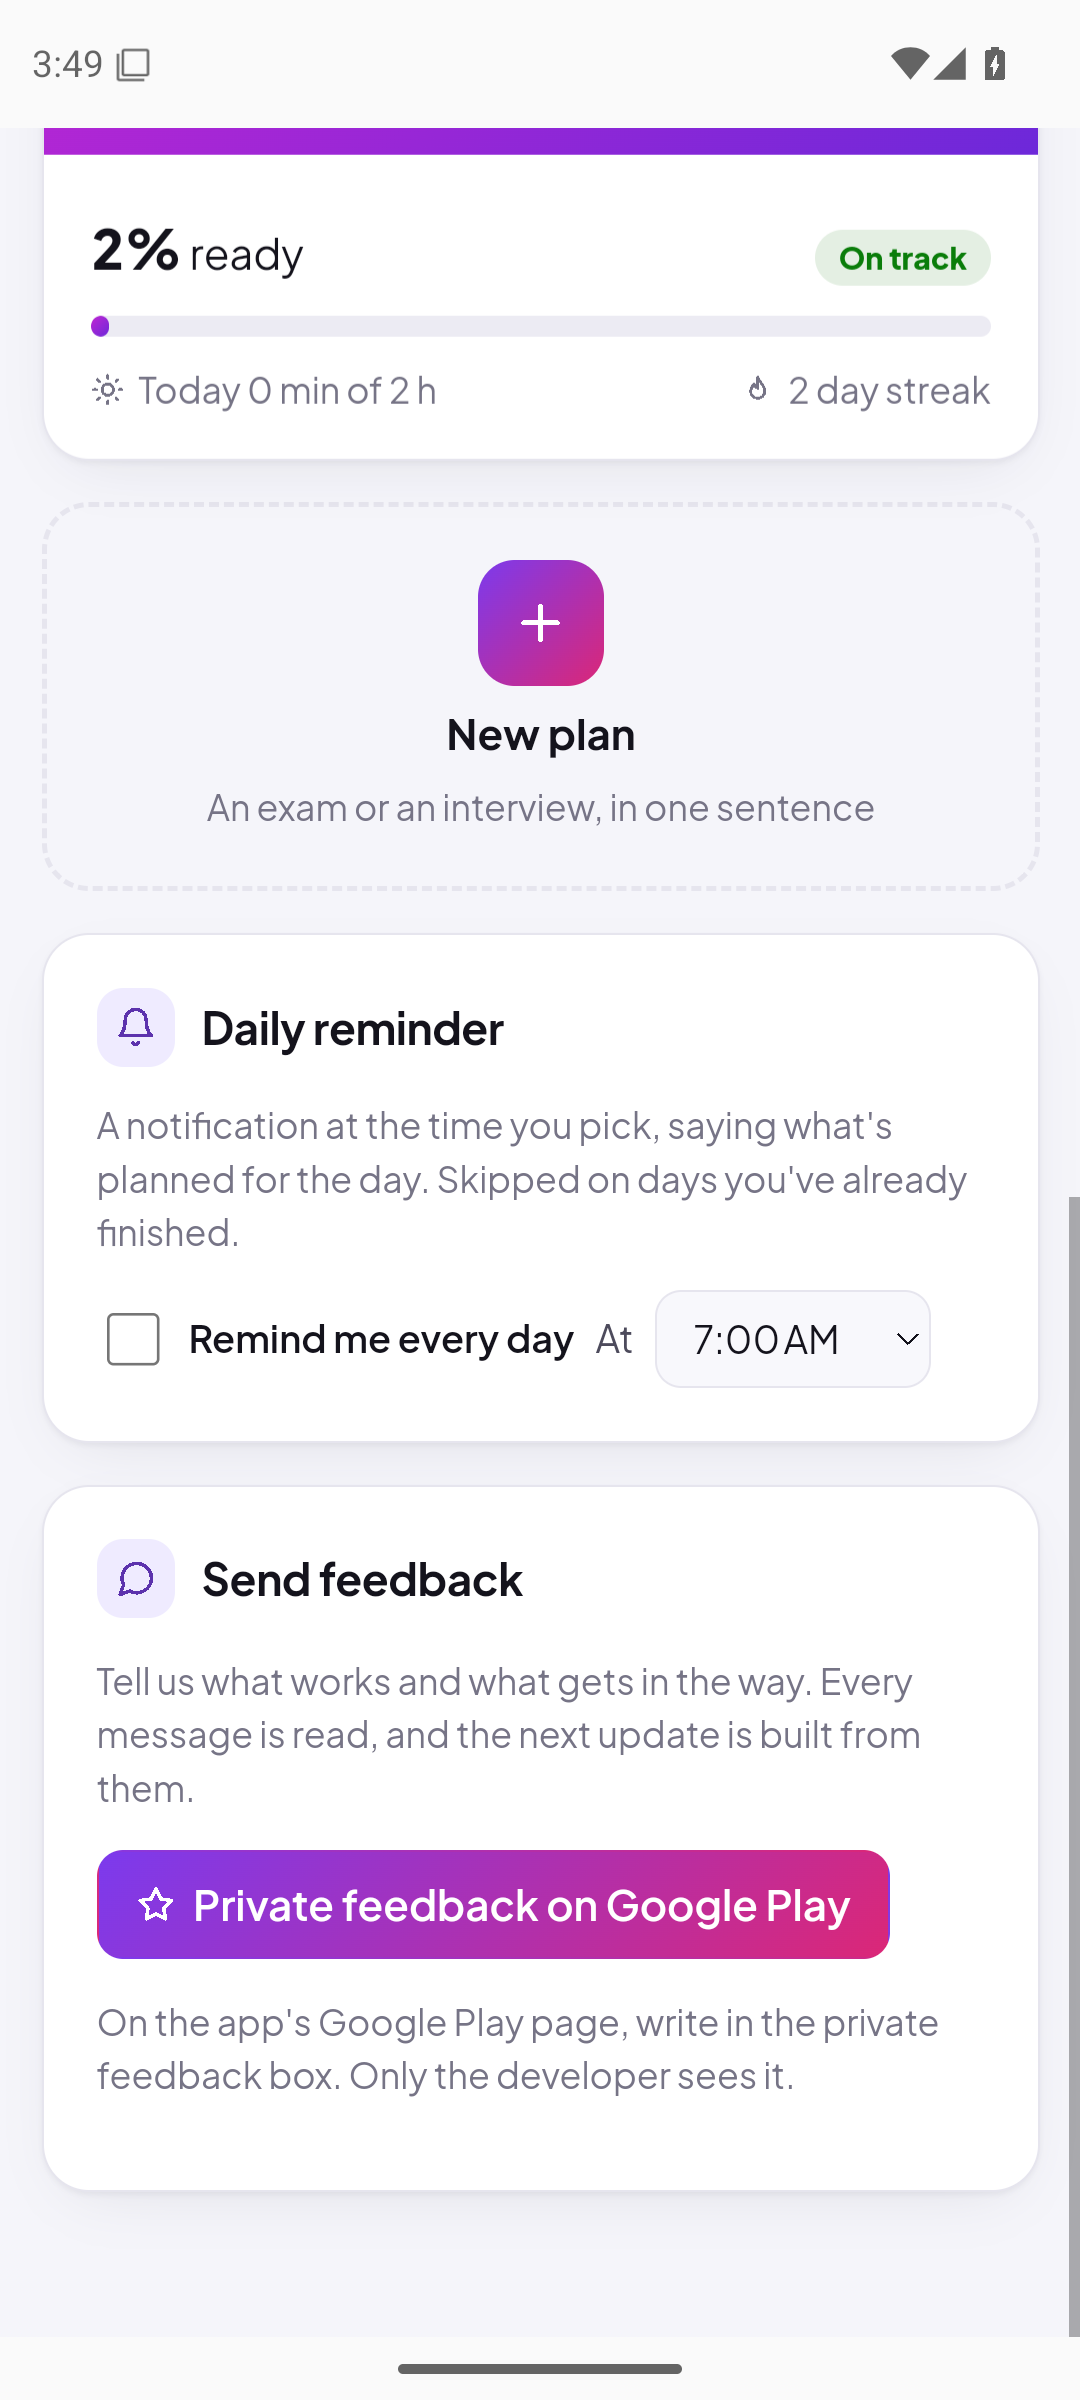 3:49
2% ready
On track
Today 0 min of 2 h
2 day streak
New plan
An exam or an interview, in one sentence
Daily reminder
A notification at the time you pick, saying what's
planned for the day. Skipped on days you've already
finished.
Remind me every day At 7:00 AM
Send feedback
Tell us what works and what gets in the way. Every
message is read, and the next update is built from
them.
Private feedback on Google Play
On the app's Google Play page, write in the private
feedback box. Only the developer sees it.